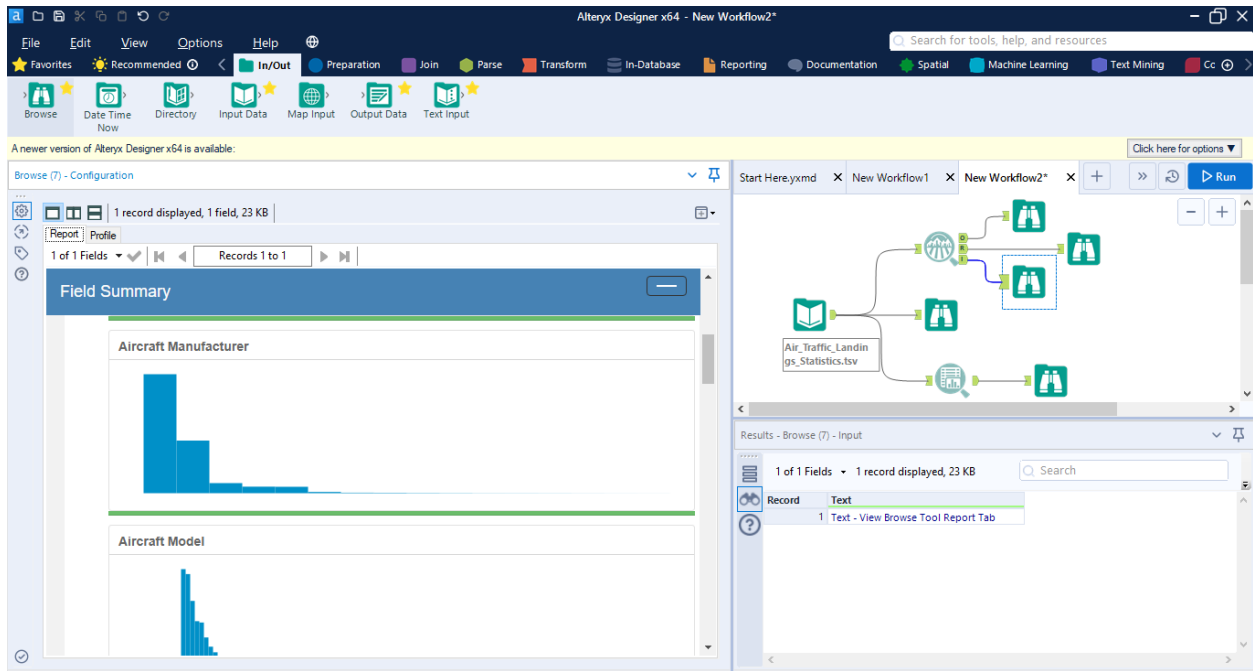 Alteryx Designer x64 - New Workflow2*
File Edit View Options Help
Search for tools, help, and resources
Favorites Recommended In/Out Preparation Join Parse Transform In-Database Reporting Documentation Spatial Machine Learning Text Mining Cc
Browse
Date Time Now
Directory
Input Data
Map Input
Output Data
Text Input
A newer version of Alteryx Designer x64 is available:
Click here for options ▼
Browse (7) - Configuration
1 record displayed, 1 field, 23 KB
Report Profile
1 of 1 Fields
Records 1 to 1
Field Summary
Aircraft Manufacturer
Aircraft Model
Start Here.yxmd X New Workflow1 X New Workflow2* X
Run
O
R
I
Air_Traffic_Landin
gs_Statistics.tsv
Results - Browse (7) - Input
1 of 1 Fields 1 record displayed, 23 KB
Search
Record Text
1 Text - View Browse Tool Report Tab